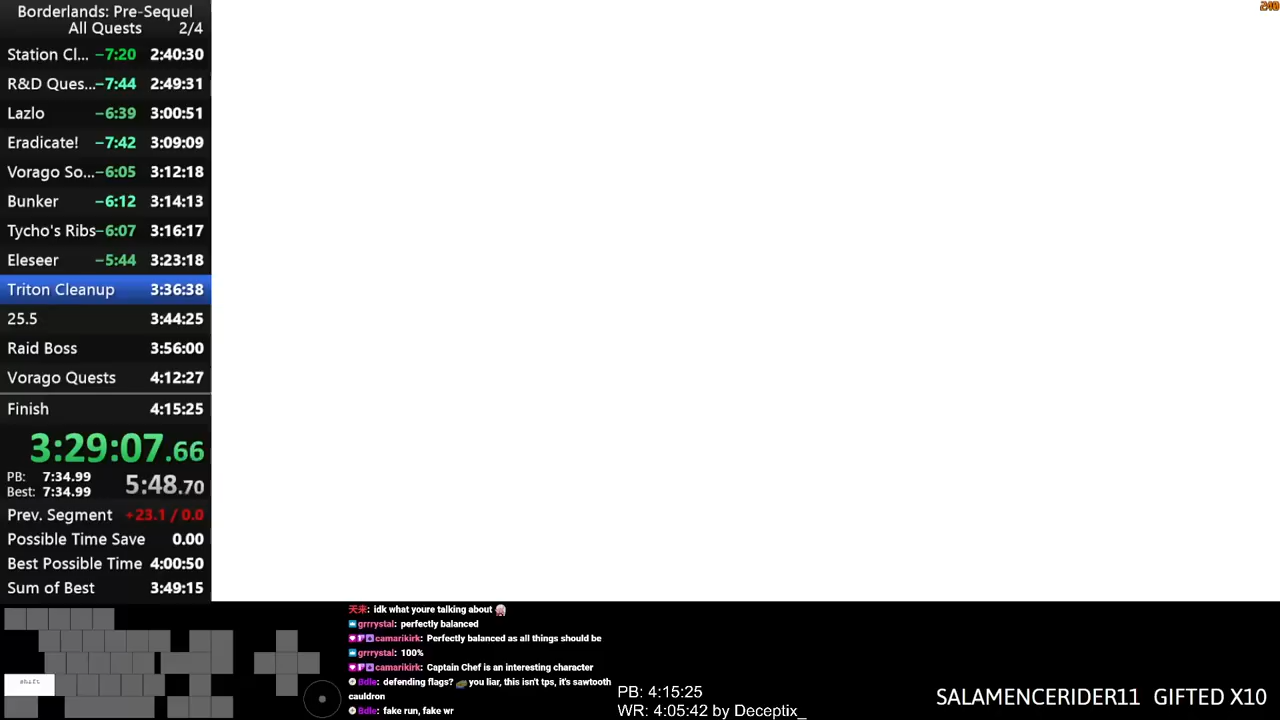 240
Borderlands: Pre-Sequel
All Quests 2/4
Station Cl... −7:20 2:40:30
R&D Ques... −7:44 2:49:31
Lazlo −6:39 3:00:51
Eradicate! −7:42 3:09:09
Vorago So... −6:05 3:12:18
Bunker −6:12 3:14:13
Tycho's Ribs −6:07 3:16:17
Eleseer −5:44 3:23:18
Triton Cleanup 3:36:38
25.5 3:44:25
Raid Boss 3:56:00
Vorago Quests 4:12:27
Finish 4:15:25
3:29:07.66
PB: 7:34.99
Best: 7:34.99
5:48.70
Prev. Segment +23.1 / 0.0
Possible Time Save 0.00
Best Possible Time 4:00:50
Sum of Best 3:49:15
shift
天来: idk what youre talking about
grrrystal: perfectly balanced
camarikirk: Perfectly balanced as all things should be
grrrystal: 100%
camarikirk: Captain Chef is an interesting character
Bdle: defending flags? you liar, this isn't tps, it's sawtooth
cauldron
Bdle: fake run, fake wr
PB: 4:15:25
WR: 4:05:42 by Deceptix_
SALAMENCERIDER11 GIFTED X10